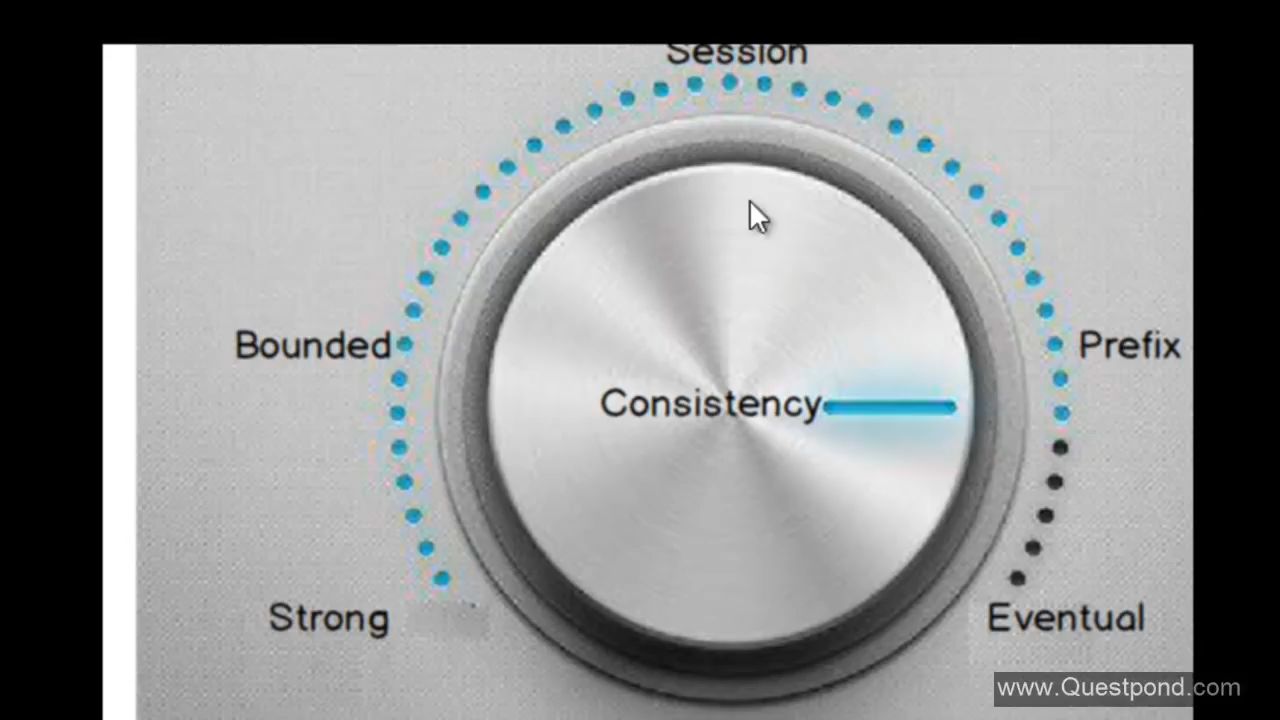 Session
Bounded
Prefix
Consistency
Strong
Eventual
www.Questpond.com